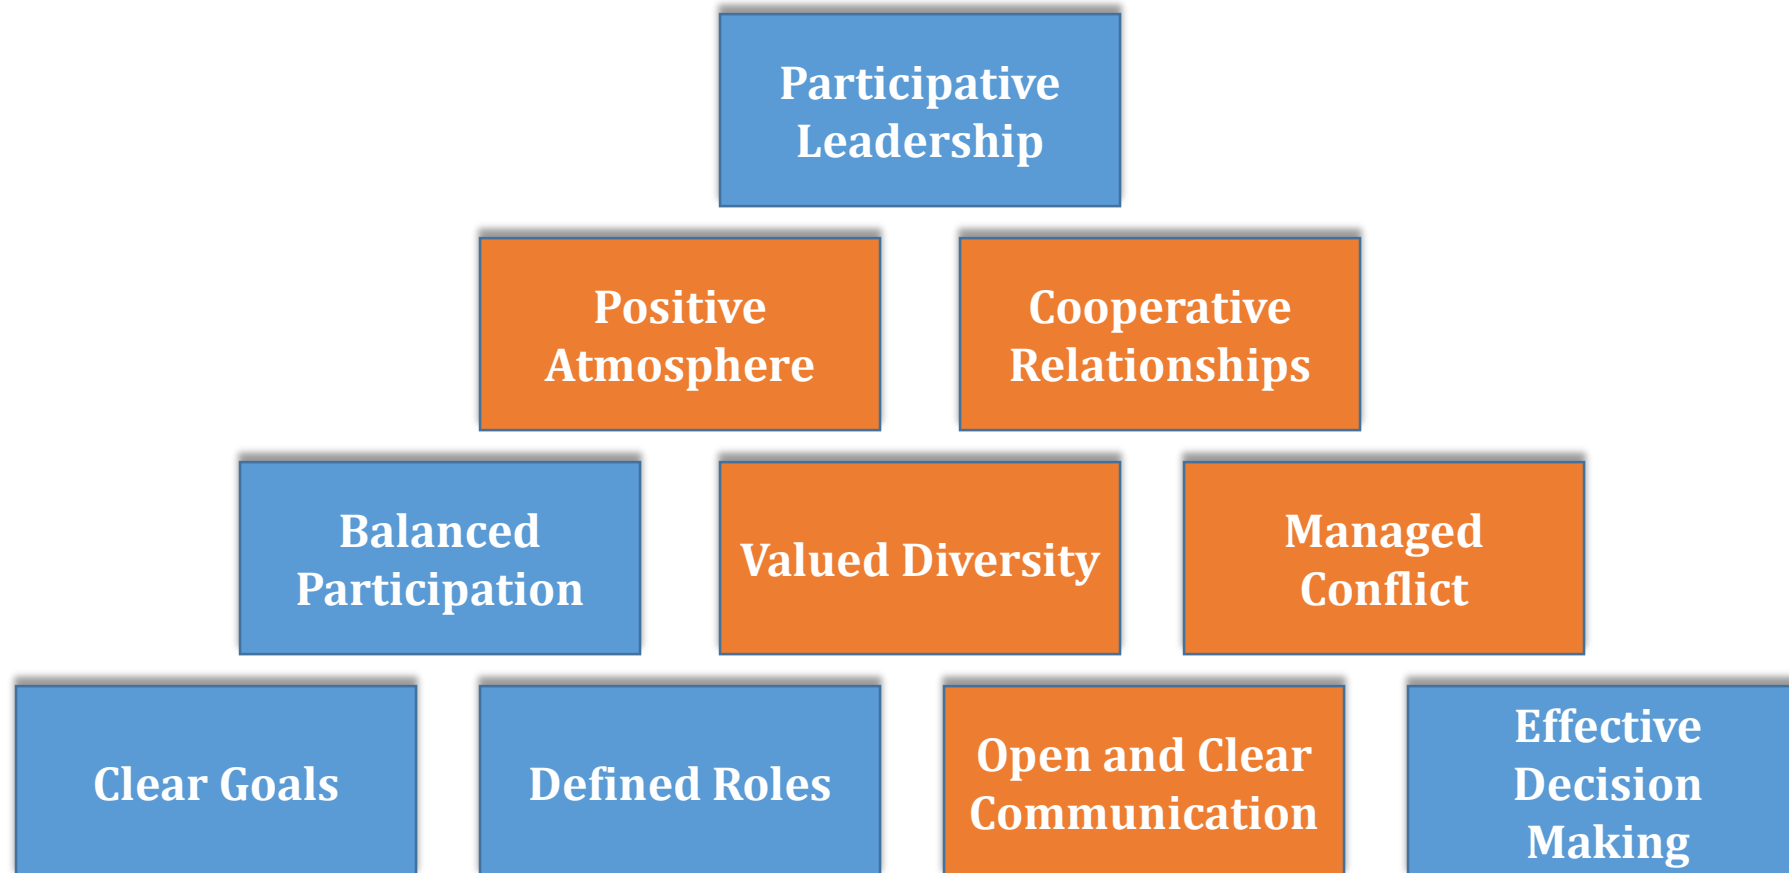 Participative
Leadership
Positive
Atmosphere
Cooperative
Relationships
Balanced
Participation
Valued Diversity
Managed
Conflict
Clear Goals
Defined Roles
Open and Clear
Communication
Effective
Decision
Making